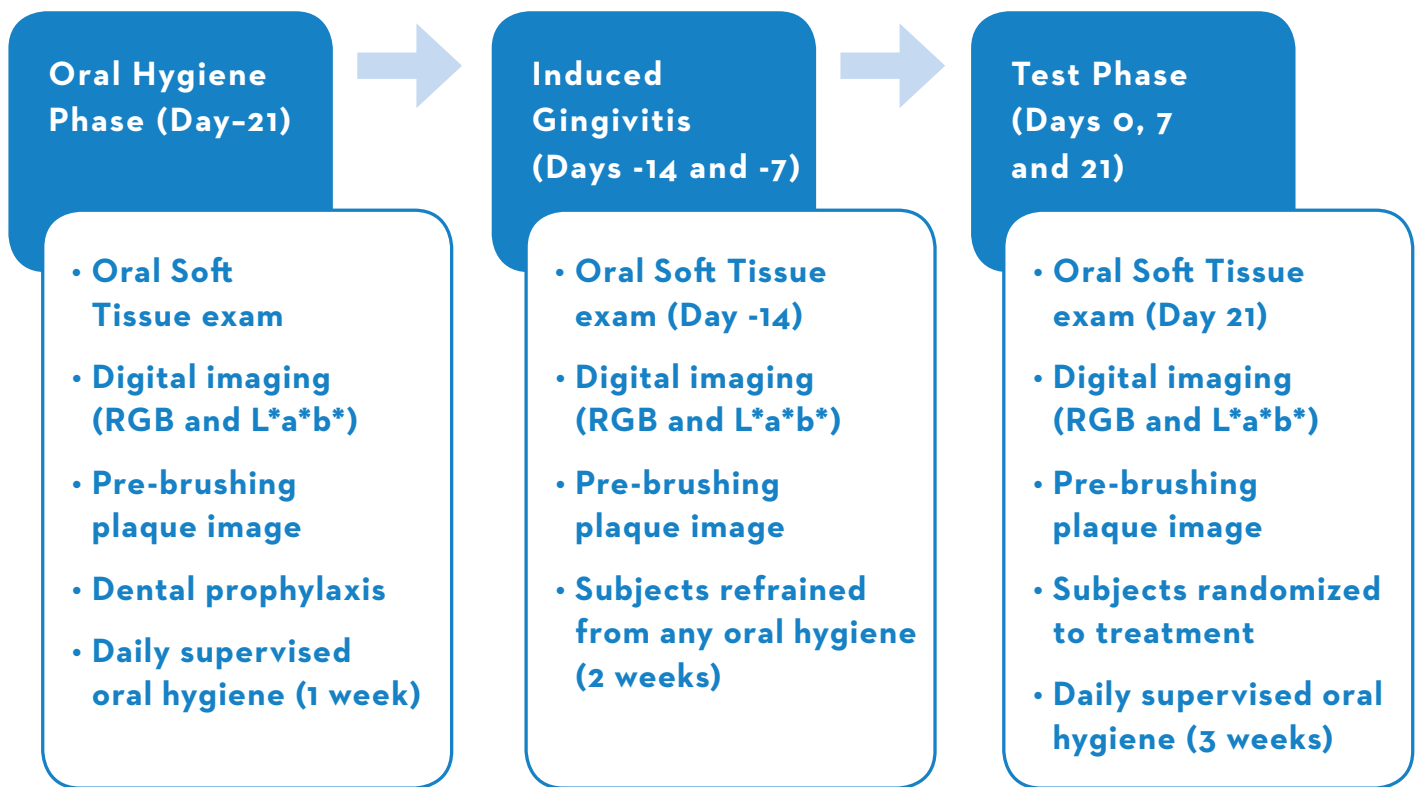 Oral Hygiene
Phase (Day–21)
• Oral Soft
Tissue exam
• Digital imaging
(RGB and L*a*b*)
• Pre-brushing
plaque image
• Dental prophylaxis
• Daily supervised
oral hygiene (1 week)
Induced
Gingivitis
(Days -14 and -7)
• Oral Soft Tissue
exam (Day -14)
• Digital imaging
(RGB and L*a*b*)
• Pre-brushing
plaque image
• Subjects refrained
from any oral hygiene
(2 weeks)
Test Phase
(Days 0, 7
and 21)
• Oral Soft Tissue
exam (Day 21)
• Digital imaging
(RGB and L*a*b*)
• Pre-brushing
plaque image
• Subjects randomized
to treatment
• Daily supervised oral
hygiene (3 weeks)